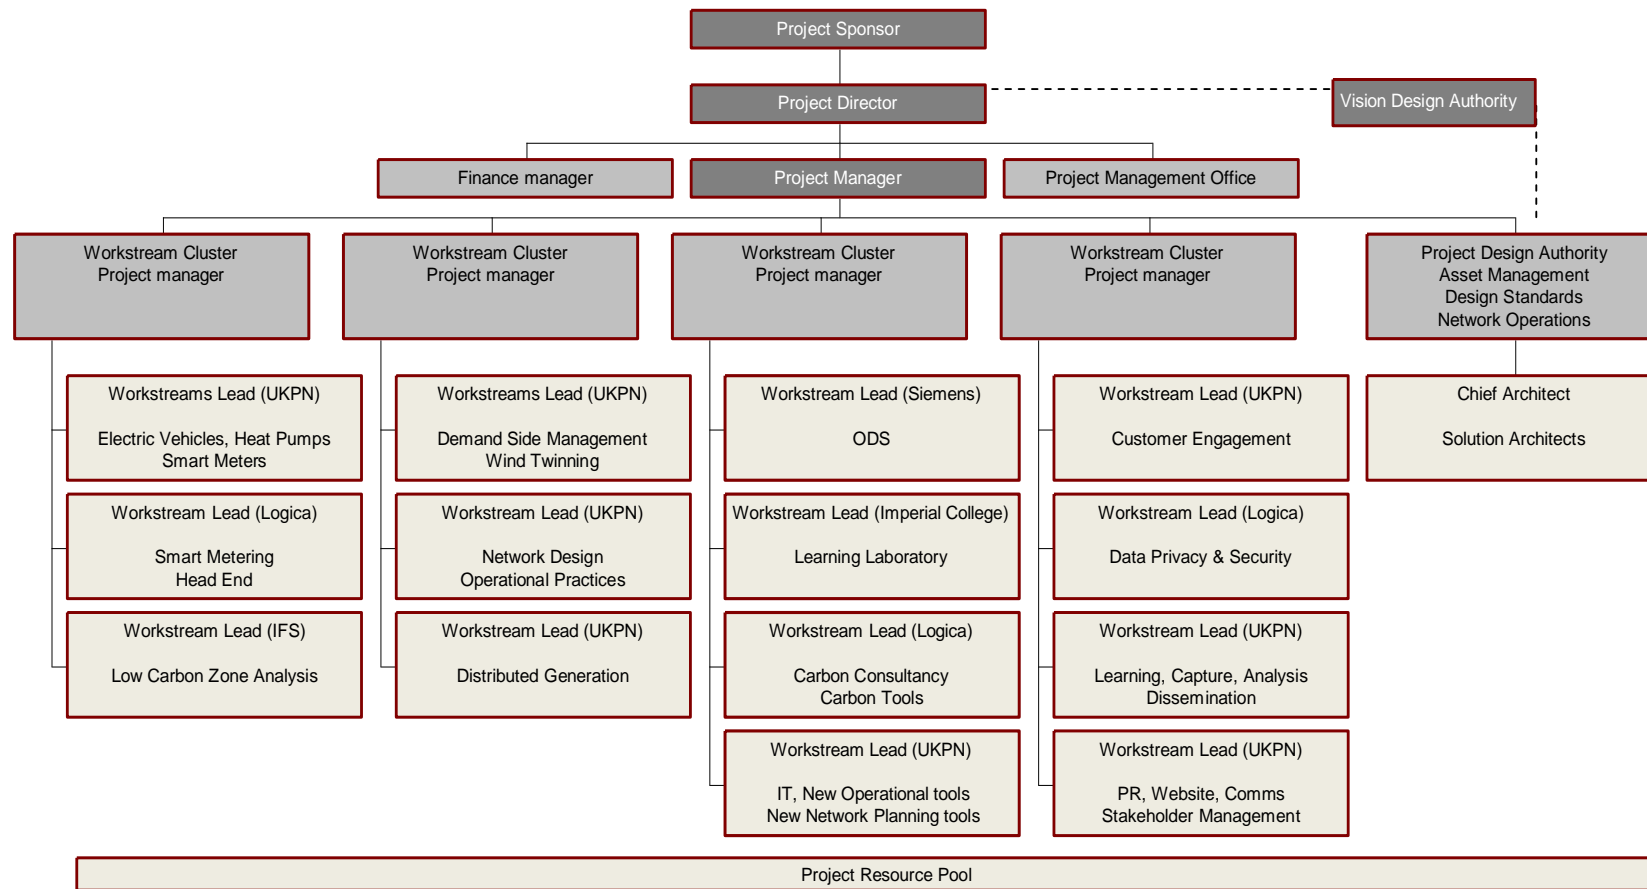 Project Sponsor
Project Director
Vision Design Authority
Finance manager
Project Manager
Project Management Office
Workstream Cluster
Project manager
Workstream Cluster
Project manager
Workstream Cluster
Project manager
Workstream Cluster
Project manager
Project Design Authority
Asset Management
Design Standards
Network Operations
Workstreams Lead (UKPN)
Electric Vehicles, Heat Pumps
Smart Meters
Workstream Lead (Logica)
Smart Metering
Head End
Workstream Lead (IFS)
Low Carbon Zone Analysis
Workstreams Lead (UKPN)
Demand Side Management
Wind Twinning
Workstream Lead (UKPN)
Network Design
Operational Practices
Workstream Lead (UKPN)
Distributed Generation
Workstream Lead (Siemens)
ODS
Workstream Lead (Imperial College)
Learning Laboratory
Workstream Lead (Logica)
Carbon Consultancy
Carbon Tools
Workstream Lead (UKPN)
IT, New Operational tools
New Network Planning tools
Workstream Lead (UKPN)
Customer Engagement
Workstream Lead (Logica)
Data Privacy & Security
Workstream Lead (UKPN)
Learning, Capture, Analysis
Dissemination
Workstream Lead (UKPN)
PR, Website, Comms
Stakeholder Management
Chief Architect
Solution Architects
Project Resource Pool